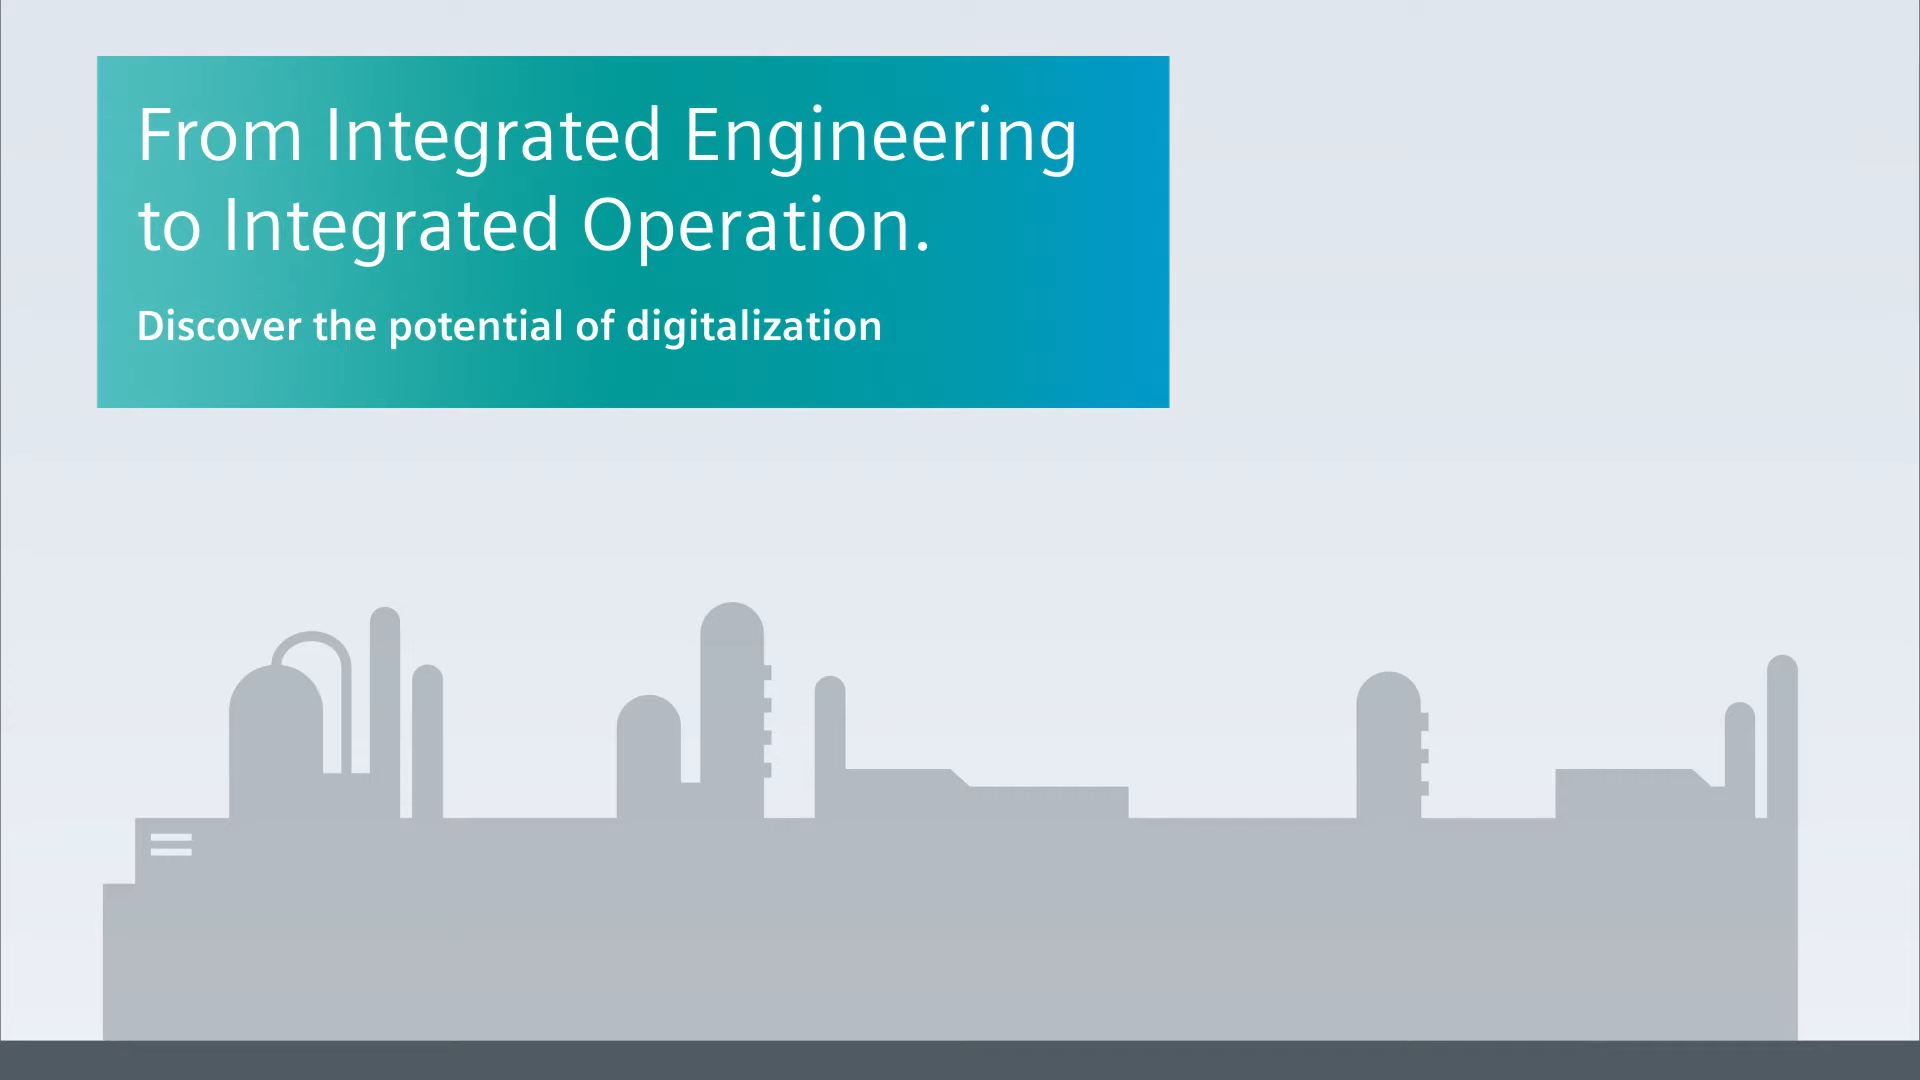 From Integrated Engineering
to Integrated Operation.
Discover the potential of digitalization